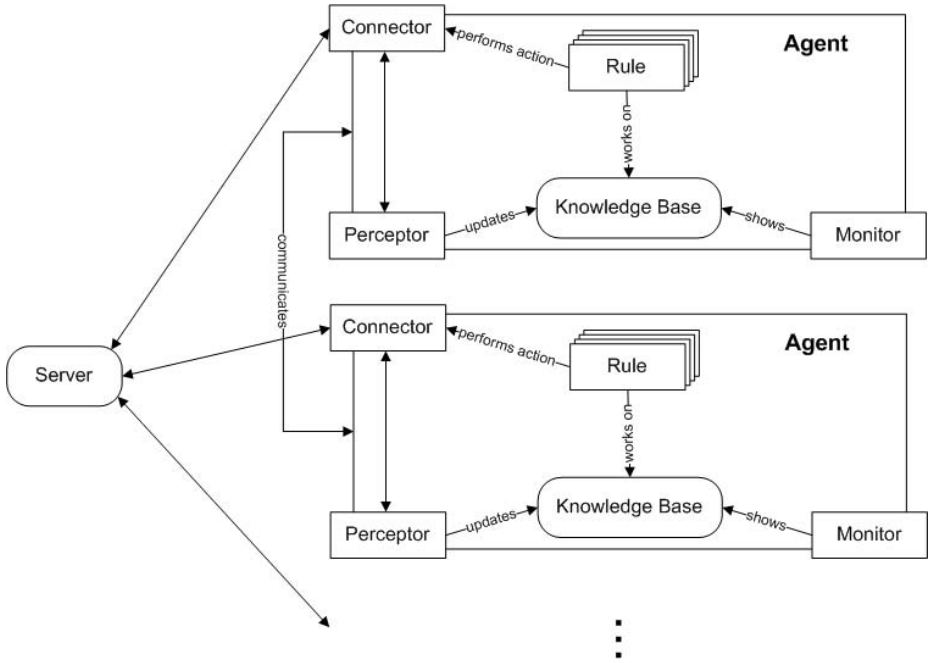 Connector
performs action
Rule
Agent
works on
Knowledge Base
Perceptor
updates
shows
Monitor
communicates
Connector
performs action
Rule
Agent
works on
Server
Knowledge Base
Perceptor
updates
shows
Monitor